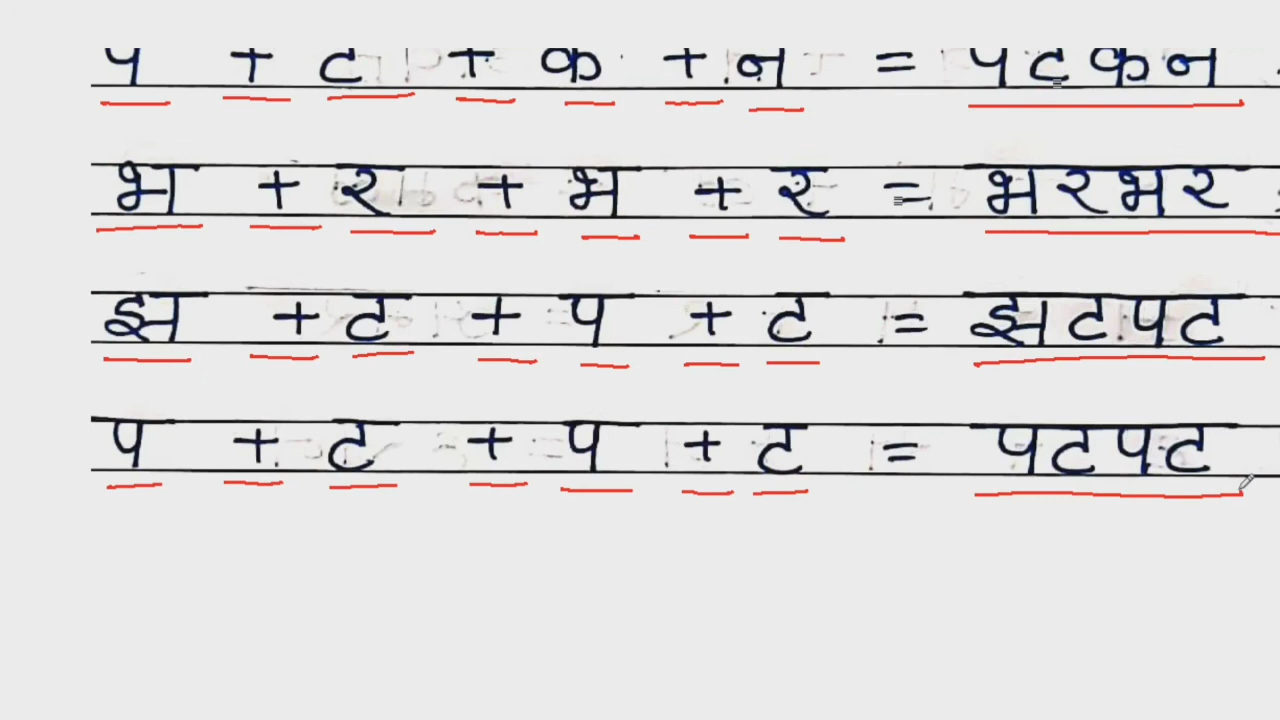 प + ट + क + न = पटकन
भ + र + भ + र = भरभर
झ + ट + प + ट = झटपट
प + ट + प + ट = पटपट